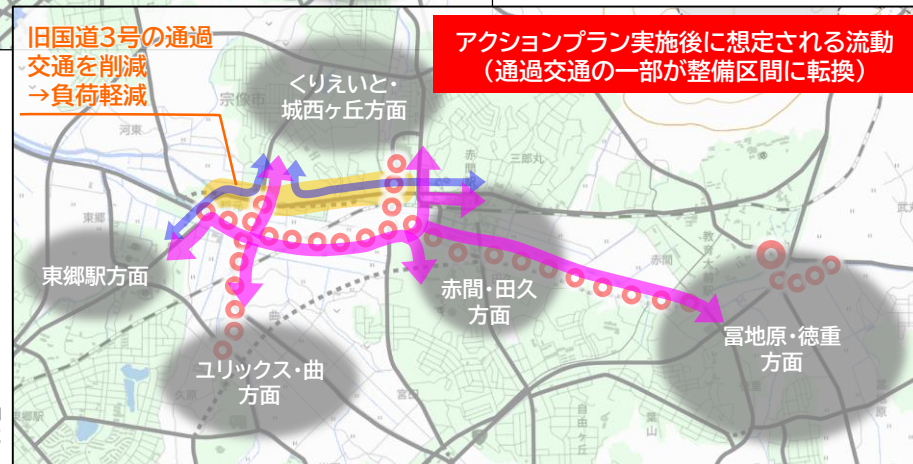 旧国道3号の通過
交通を削減
→負荷軽減
アクションプラン実施後に想定される流動
（通過交通の一部が整備区間に転換）
くりえいと・
城西ヶ丘方面
宗像市
河東
赤間
三郎丸
東郷
東郷駅方面
赤間・田久
方面
赤間
冨地原・徳重
方面
ユリックス・曲
方面
曲
久原
宮田
自由ヶ丘
葉山
東郷駅